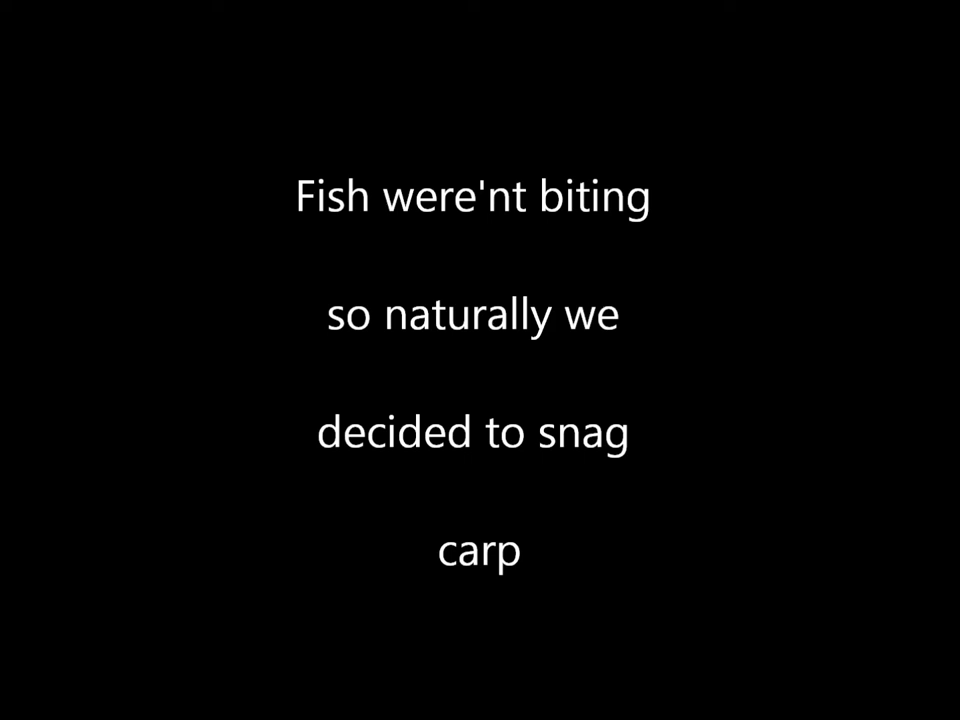 Fish were'nt biting
so naturally we
decided to snag
carp